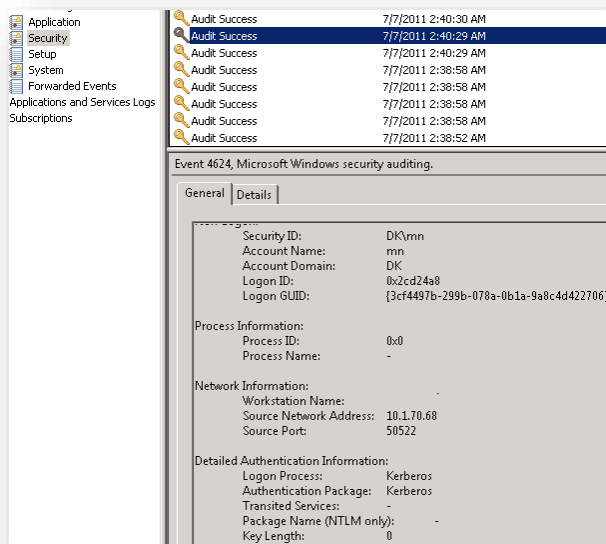 Application
Security
Setup
System
Forwarded Events
Applications and Services Logs
Subscriptions
Audit Success 7/7/2011 2:40:30 AM
Audit Success 7/7/2011 2:40:29 AM
Audit Success 7/7/2011 2:40:29 AM
Audit Success 7/7/2011 2:38:58 AM
Audit Success 7/7/2011 2:38:58 AM
Audit Success 7/7/2011 2:38:58 AM
Audit Success 7/7/2011 2:38:58 AM
Audit Success 7/7/2011 2:38:52 AM
Event 4624, Microsoft Windows security auditing.
General Details
Security ID: DK\mn
Account Name: mn
Account Domain: DK
Logon ID: 0x2cd24a8
Logon GUID: {3cf4497b-299b-078a-0b1a-9a8c4d422706}
Process Information:
Process ID: 0x0
Process Name: -
Network Information:
Workstation Name:
Source Network Address: 10.1.70.68
Source Port: 50522
Detailed Authentication Information:
Logon Process: Kerberos
Authentication Package: Kerberos
Transited Services: -
Package Name (NTLM only): -
Key Length: 0